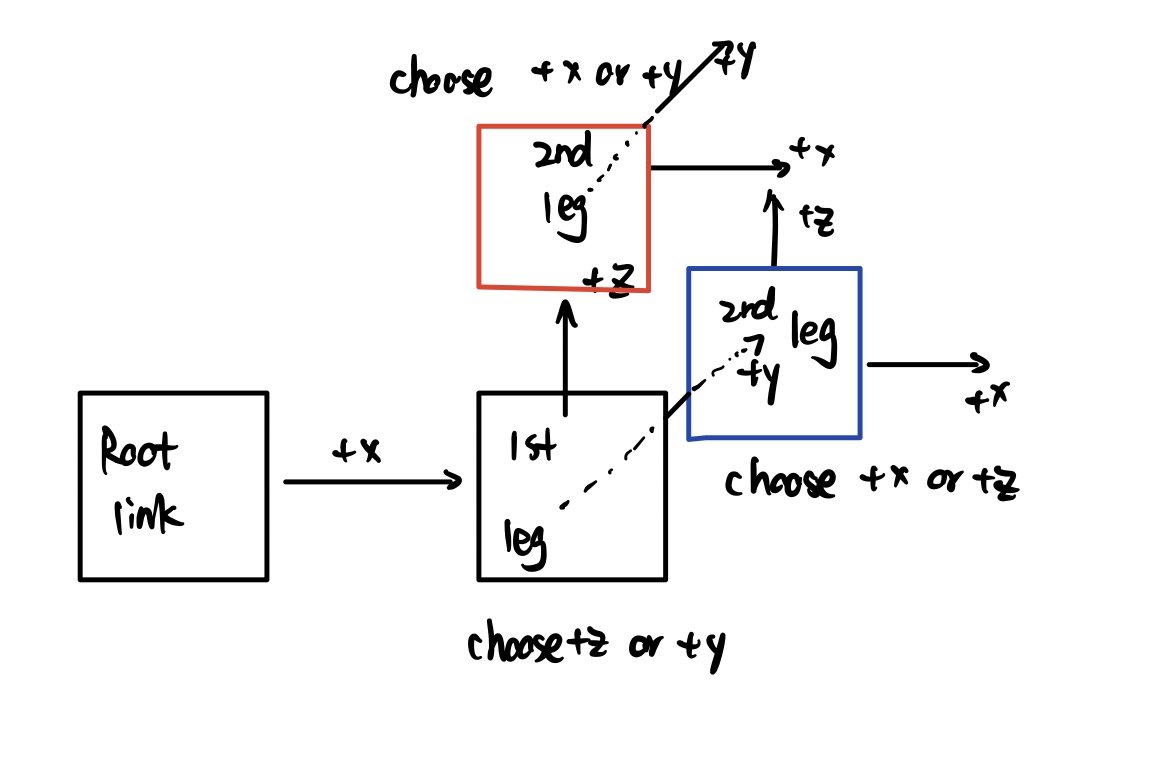 choose +x or +y
+y
2nd
leg
+x
+z
+z
2nd leg
+y
+x
Root
link
+x
1st
leg
choose +x or +z
choose +z or +y